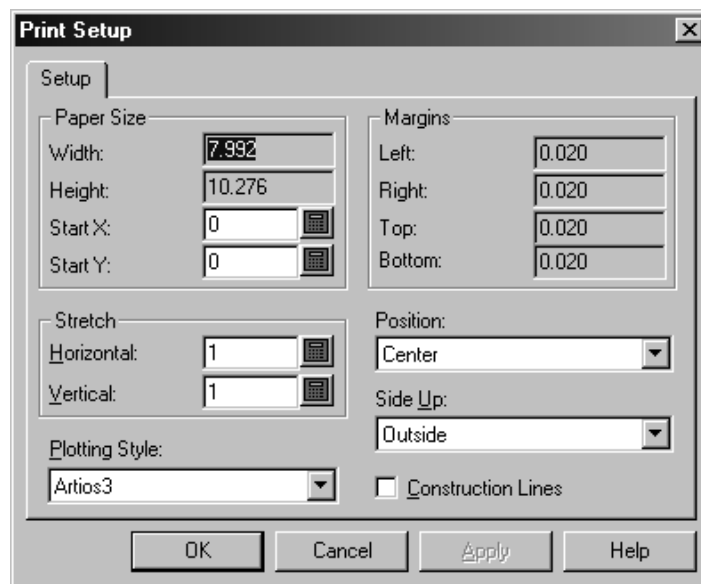 Print Setup
Setup
Paper Size
Width: 7.992
Height: 10.276
Start X: 0
Start Y: 0
Margins
Left: 0.020
Right: 0.020
Top: 0.020
Bottom: 0.020
Stretch
Horizontal: 1
Vertical: 1
Position:
Center
Side Up:
Outside
Plotting Style:
Artios3
Construction Lines
OK Cancel Apply Help